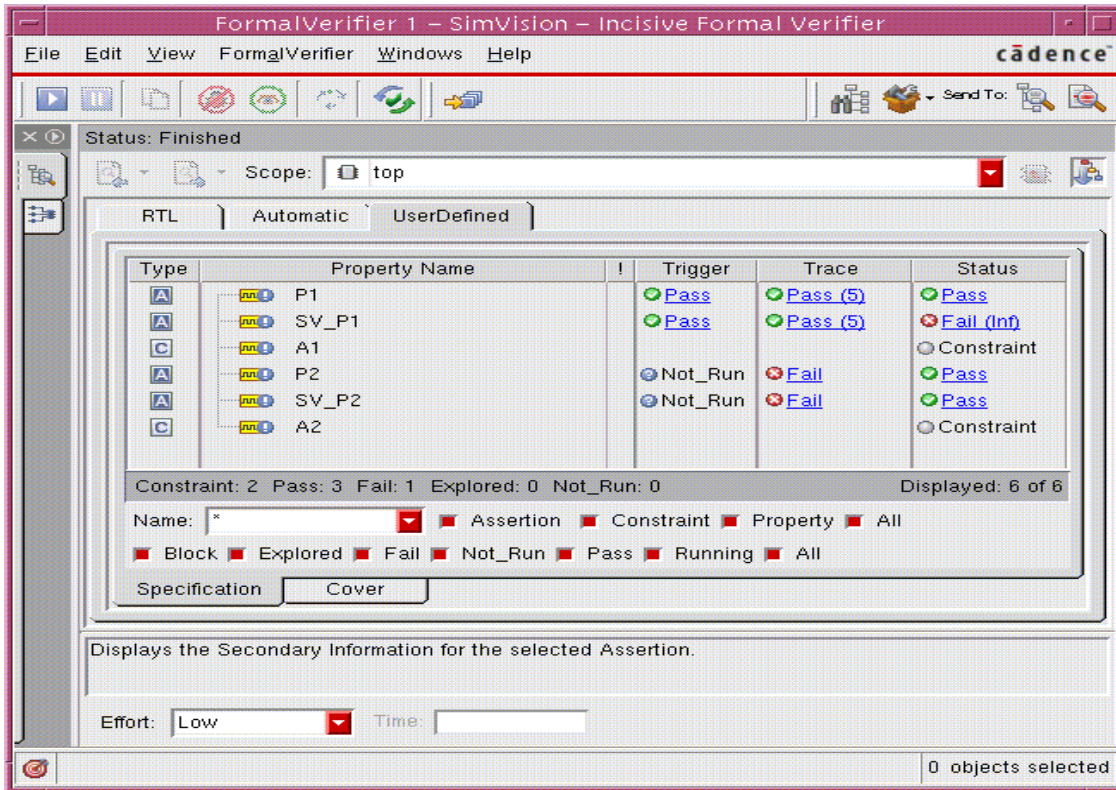 FormalVerifier 1 – SimVision – Incisive Formal Verifier
File Edit View FormalVerifier Windows Help cādence
Send To:
Status: Finished
Scope: top
RTL Automatic UserDefined
Type Property Name ! Trigger Trace Status
A P1 Pass Pass (5) Pass
A SV_P1 Pass Pass (5) Fail (Inf)
C A1 Constraint
A P2 Not_Run Fail Pass
A SV_P2 Not_Run Fail Pass
C A2 Constraint
Constraint: 2 Pass: 3 Fail: 1 Explored: 0 Not_Run: 0 Displayed: 6 of 6
Name: * Assertion Constraint Property All
Block Explored Fail Not_Run Pass Running All
Specification Cover
Displays the Secondary Information for the selected Assertion.
Effort: Low Time:
0 objects selected